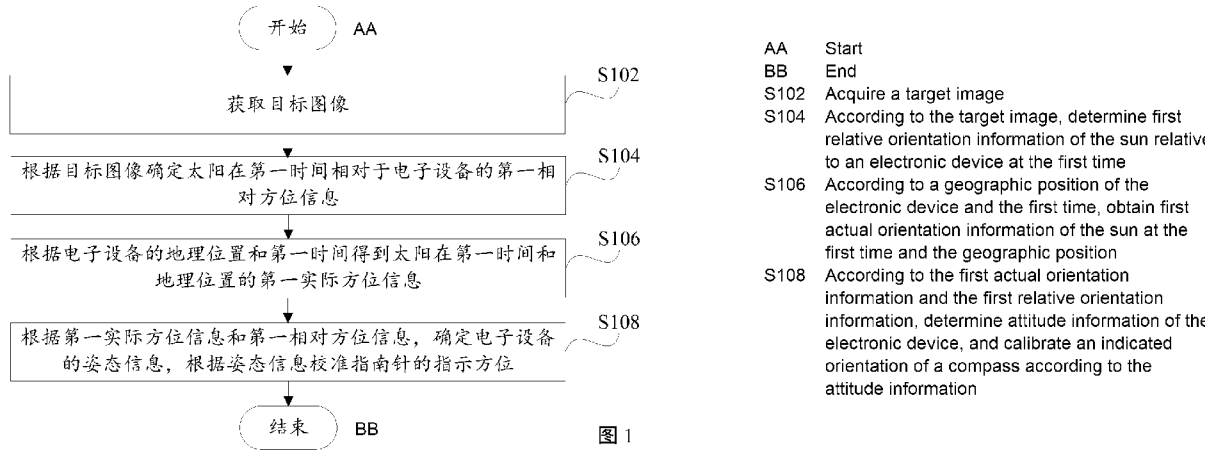 开始 AA
S102
获取目标图像
S104
根据目标图像确定太阳在第一时间相对于电子设备的第一相
对方位信息
S106
根据电子设备的地理位置和第一时间得到太阳在第一时间和
地理位置的第一实际方位信息
S108
根据第一实际方位信息和第一相对方位信息，确定电子设备
的姿态信息，根据姿态信息校准指南针的指示方位
结束 BB
图 1
AA Start
BB End
S102 Acquire a target image
S104 According to the target image, determine first
relative orientation information of the sun relative
to an electronic device at the first time
S106 According to a geographic position of the
electronic device and the first time, obtain first
actual orientation information of the sun at the
first time and the geographic position
S108 According to the first actual orientation
information and the first relative orientation
information, determine attitude information of the
electronic device, and calibrate an indicated
orientation of a compass according to the
attitude information